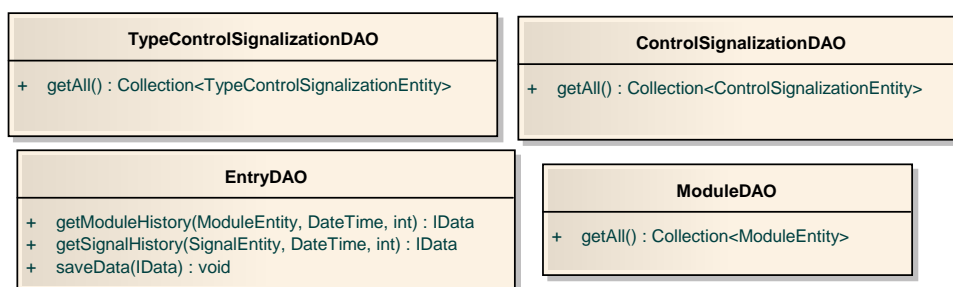 TypeControlSignalizationDAO
+ getAll() : Collection<TypeControlSignalizationEntity>
ControlSignalizationDAO
+ getAll() : Collection<ControlSignalizationEntity>
EntryDAO
+ getModuleHistory(ModuleEntity, DateTime, int) : IData
+ getSignalHistory(SignalEntity, DateTime, int) : IData
+ saveData(IData) : void
ModuleDAO
+ getAll() : Collection<ModuleEntity>